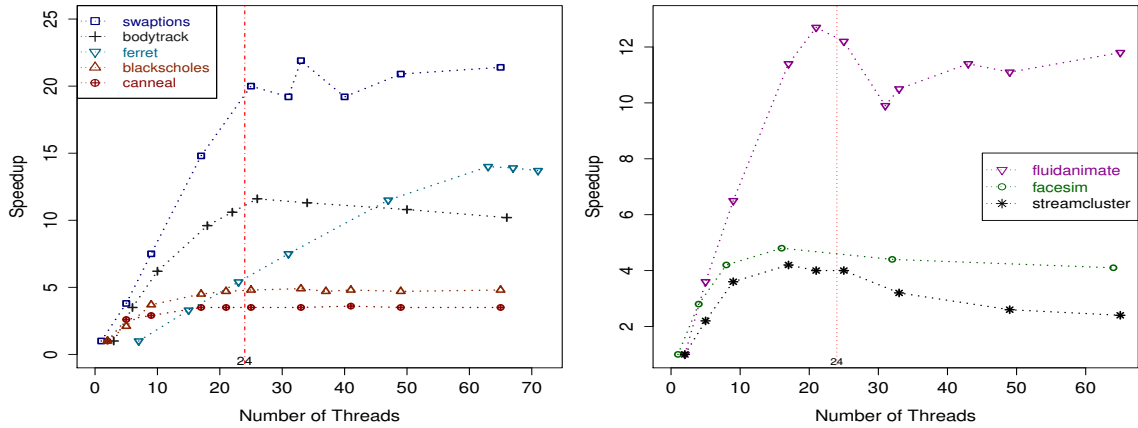 swaptions
bodytrack
ferret
blackscholes
canneal
Speedup
0
5
10
15
20
25
24
0 10 20 30 40 50 60 70
Number of Threads
fluidanimate
facesim
streamcluster
Speedup
2
4
6
8
10
12
24
0 10 20 30 40 50 60
Number of Threads